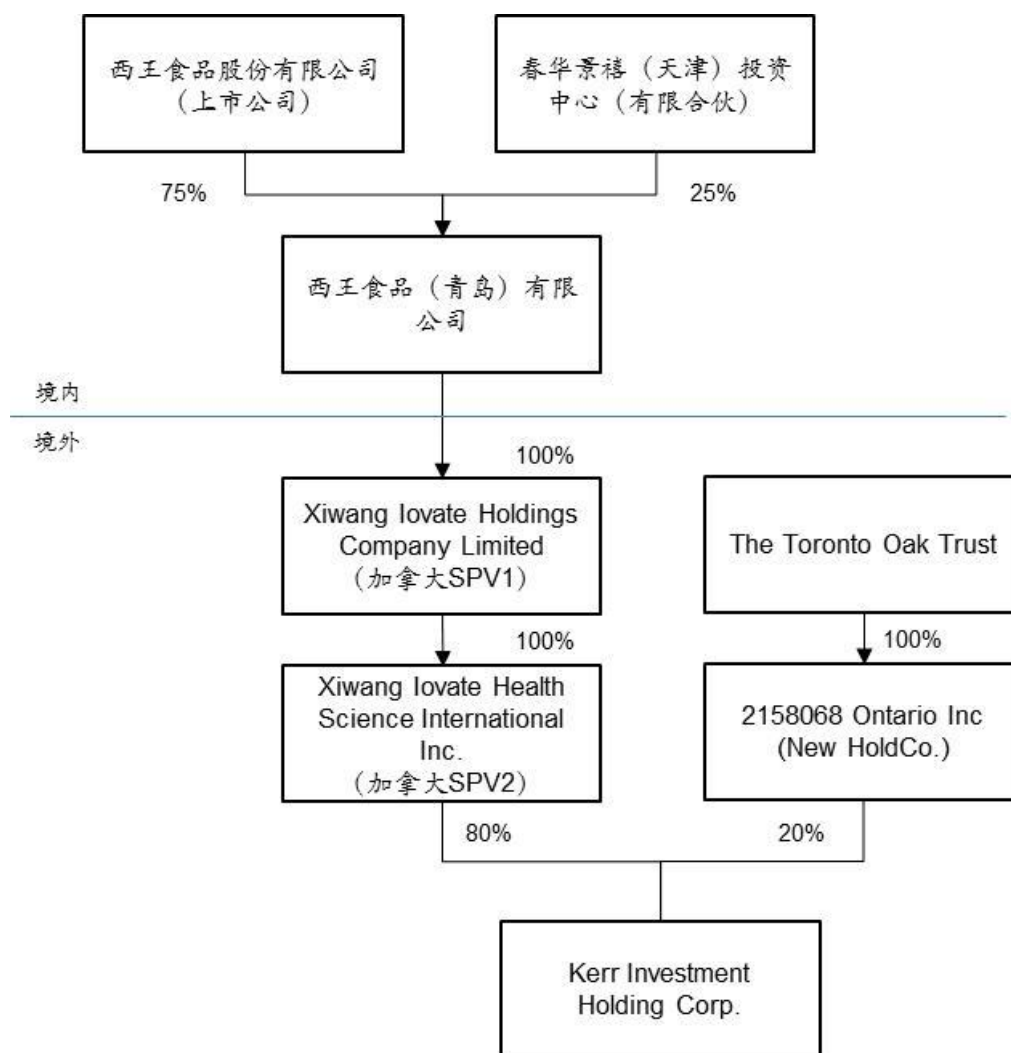 西王食品股份有限公司
（上市公司）
春华景禧（天津）投资
中心（有限合伙）
75%
25%
西王食品（青岛）有限
公司
境内
境外
100%
Xiwang Iovate Holdings
Company Limited
（加拿大SPV1）
The Toronto Oak Trust
100%
100%
Xiwang Iovate Health
Science International
Inc.
（加拿大SPV2）
2158068 Ontario Inc
(New HoldCo.)
80%
20%
Kerr Investment
Holding Corp.